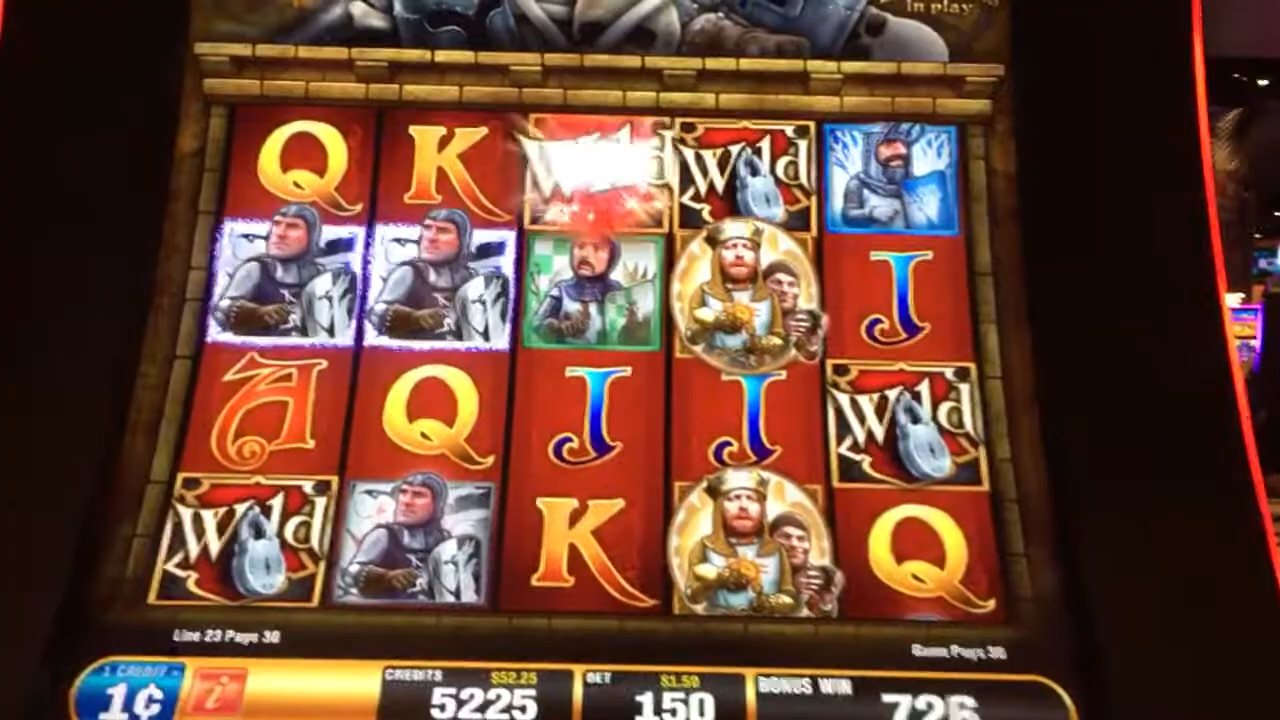 In play
Q K Wild Wild
J
A Q J J Wild
Wild K Q
Line 23 Pays 30
Game Pays 30
1 CREDIT =
1¢
i
CREDITS $52.25
5225
BET $1.50
150
BONUS WIN
726